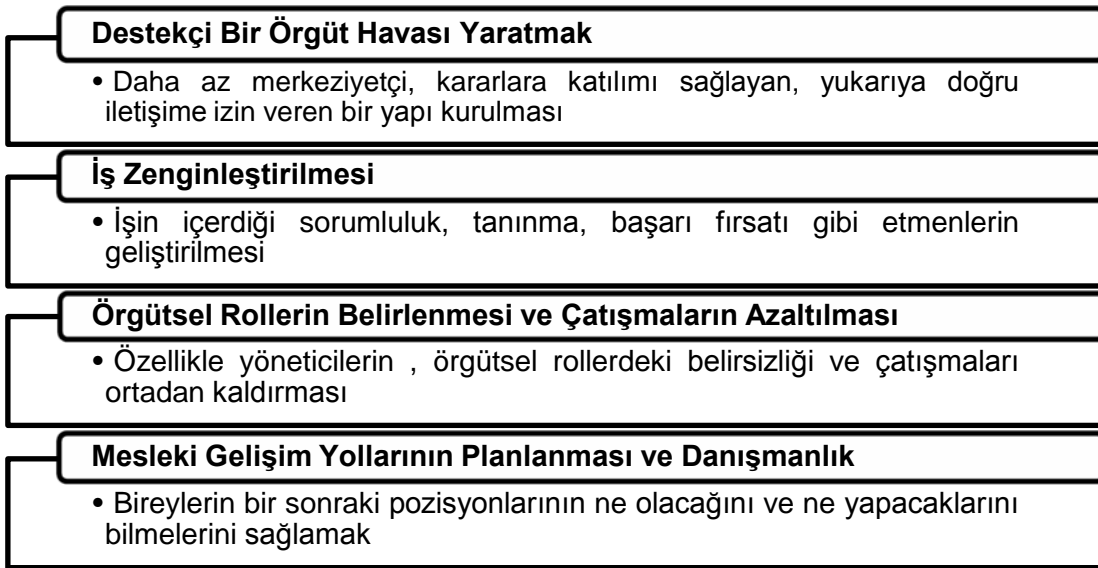 Destekçi Bir Örgüt Havası Yaratmak
• Daha az merkeziyetçi, kararlara katılımı sağlayan, yukarıya doğru
iletişime izin veren bir yapı kurulması
İş Zenginleştirilmesi
• İşin içerdiği sorumluluk, tanınma, başarı fırsatı gibi etmenlerin
geliştirilmesi
Örgütsel Rollerin Belirlenmesi ve Çatışmaların Azaltılması
• Özellikle yöneticilerin , örgütsel rollerdeki belirsizliği ve çatışmaları
ortadan kaldırması
Mesleki Gelişim Yollarının Planlanması ve Danışmanlık
• Bireylerin bir sonraki pozisyonlarının ne olacağını ve ne yapacaklarını
bilmelerini sağlamak